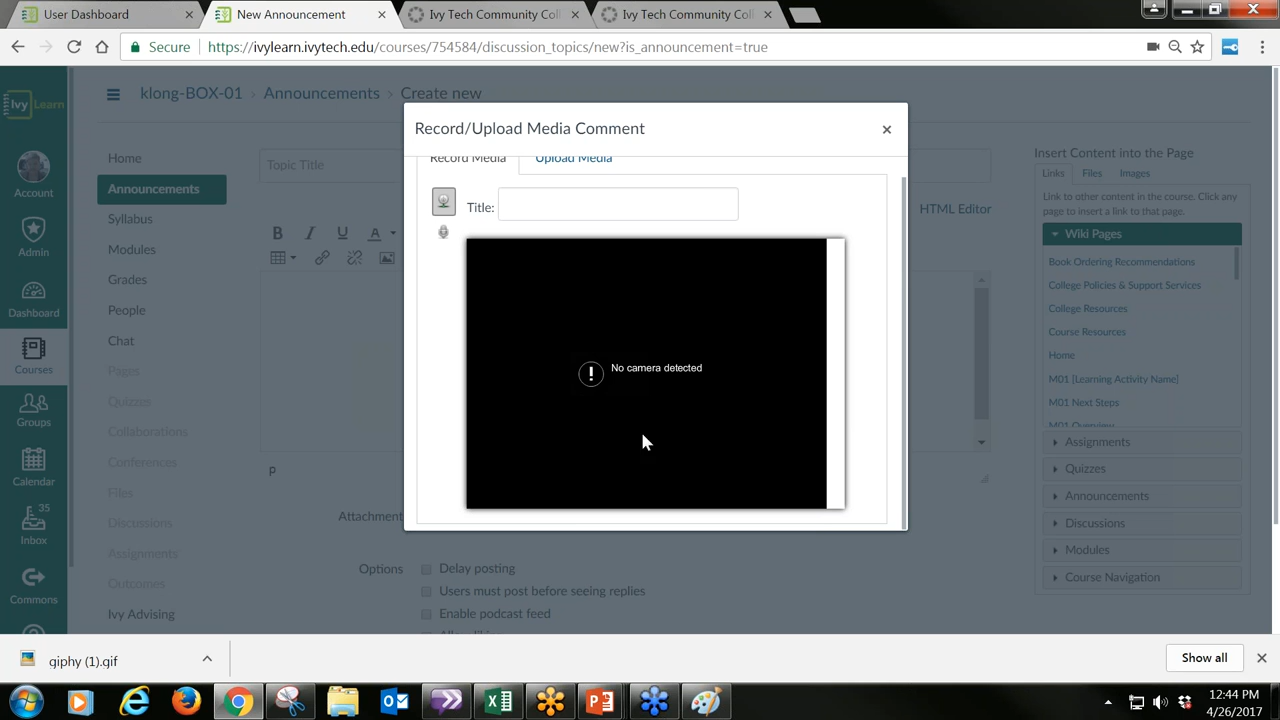 User Dashboard
New Announcement
Ivy Tech Community Coll
Ivy Tech Community Coll
Secure
https://ivylearn.ivytech.edu/courses/754584/discussion_topics/new?is_announcement=true
Ivy Learn
klong-BOX-01 > Announcements > Create new
Account
Admin
Dashboard
Courses
Groups
Calendar
35
Inbox
Commons
Home
Announcements
Syllabus
Modules
Grades
People
Chat
Pages
Quizzes
Collaborations
Conferences
Files
Discussions
Assignments
Outcomes
Ivy Advising
Topic Title
HTML Editor
B I U A
p
Attachment
Options
Delay posting
Users must post before seeing replies
Enable podcast feed
Record/Upload Media Comment
Record Media
Upload Media
Title:
No camera detected
Insert Content into the Page
Links Files Images
Link to other content in the course. Click any
page to insert a link to that page.
Wiki Pages
Book Ordering Recommendations
College Policies & Support Services
College Resources
Course Resources
Home
M01 [Learning Activity Name]
M01 Next Steps
M01 Overview
Assignments
Quizzes
Announcements
Discussions
Modules
Course Navigation
giphy (1).gif
Show all
12:44 PM
4/26/2017